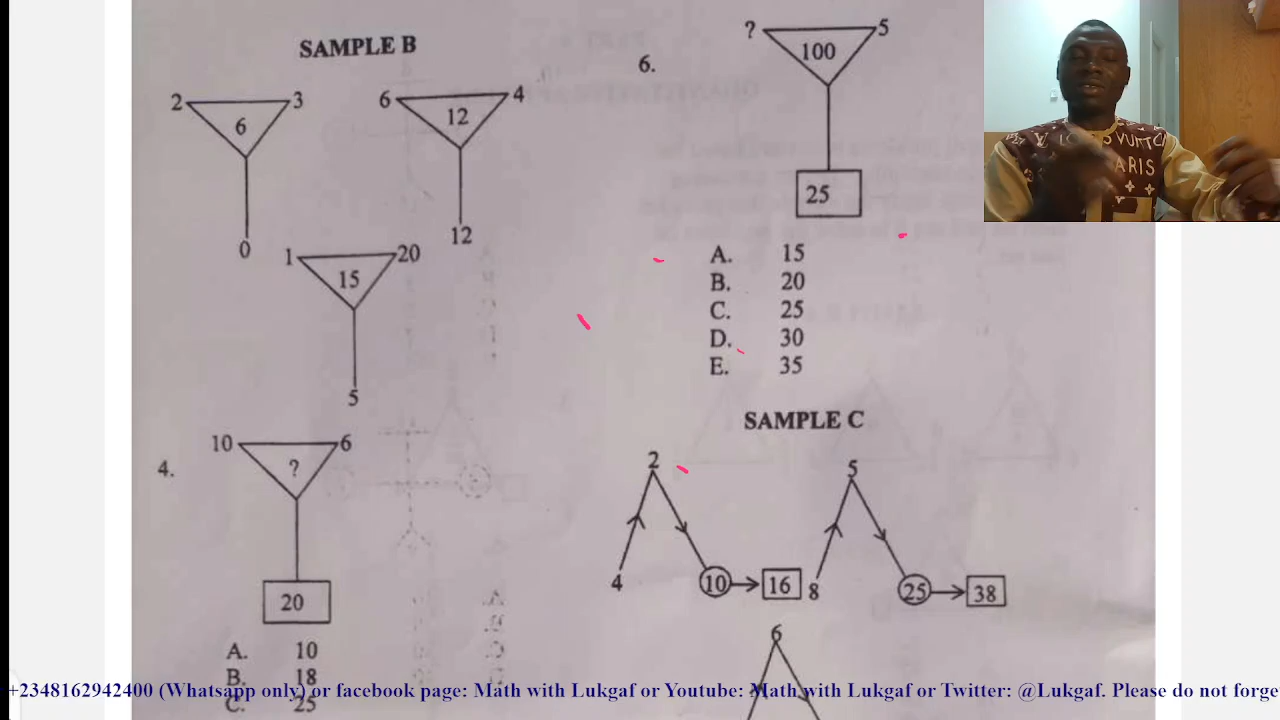 SAMPLE B
2 3
6
0
6 4
12
12
1 20
15
5
4.
10 6
?
20
A. 10
B. 18
C. 25
6.
? 5
100
25
A. 15
B. 20
C. 25
D. 30
E. 35
SAMPLE C
2
4 10 16
5
8 25 38
6
VUITTON
PARIS
+2348162942400 (Whatsapp only) or facebook page: Math with Lukgaf or Youtube: Math with Lukgaf or Twitter: @Lukgaf. Please do not forge